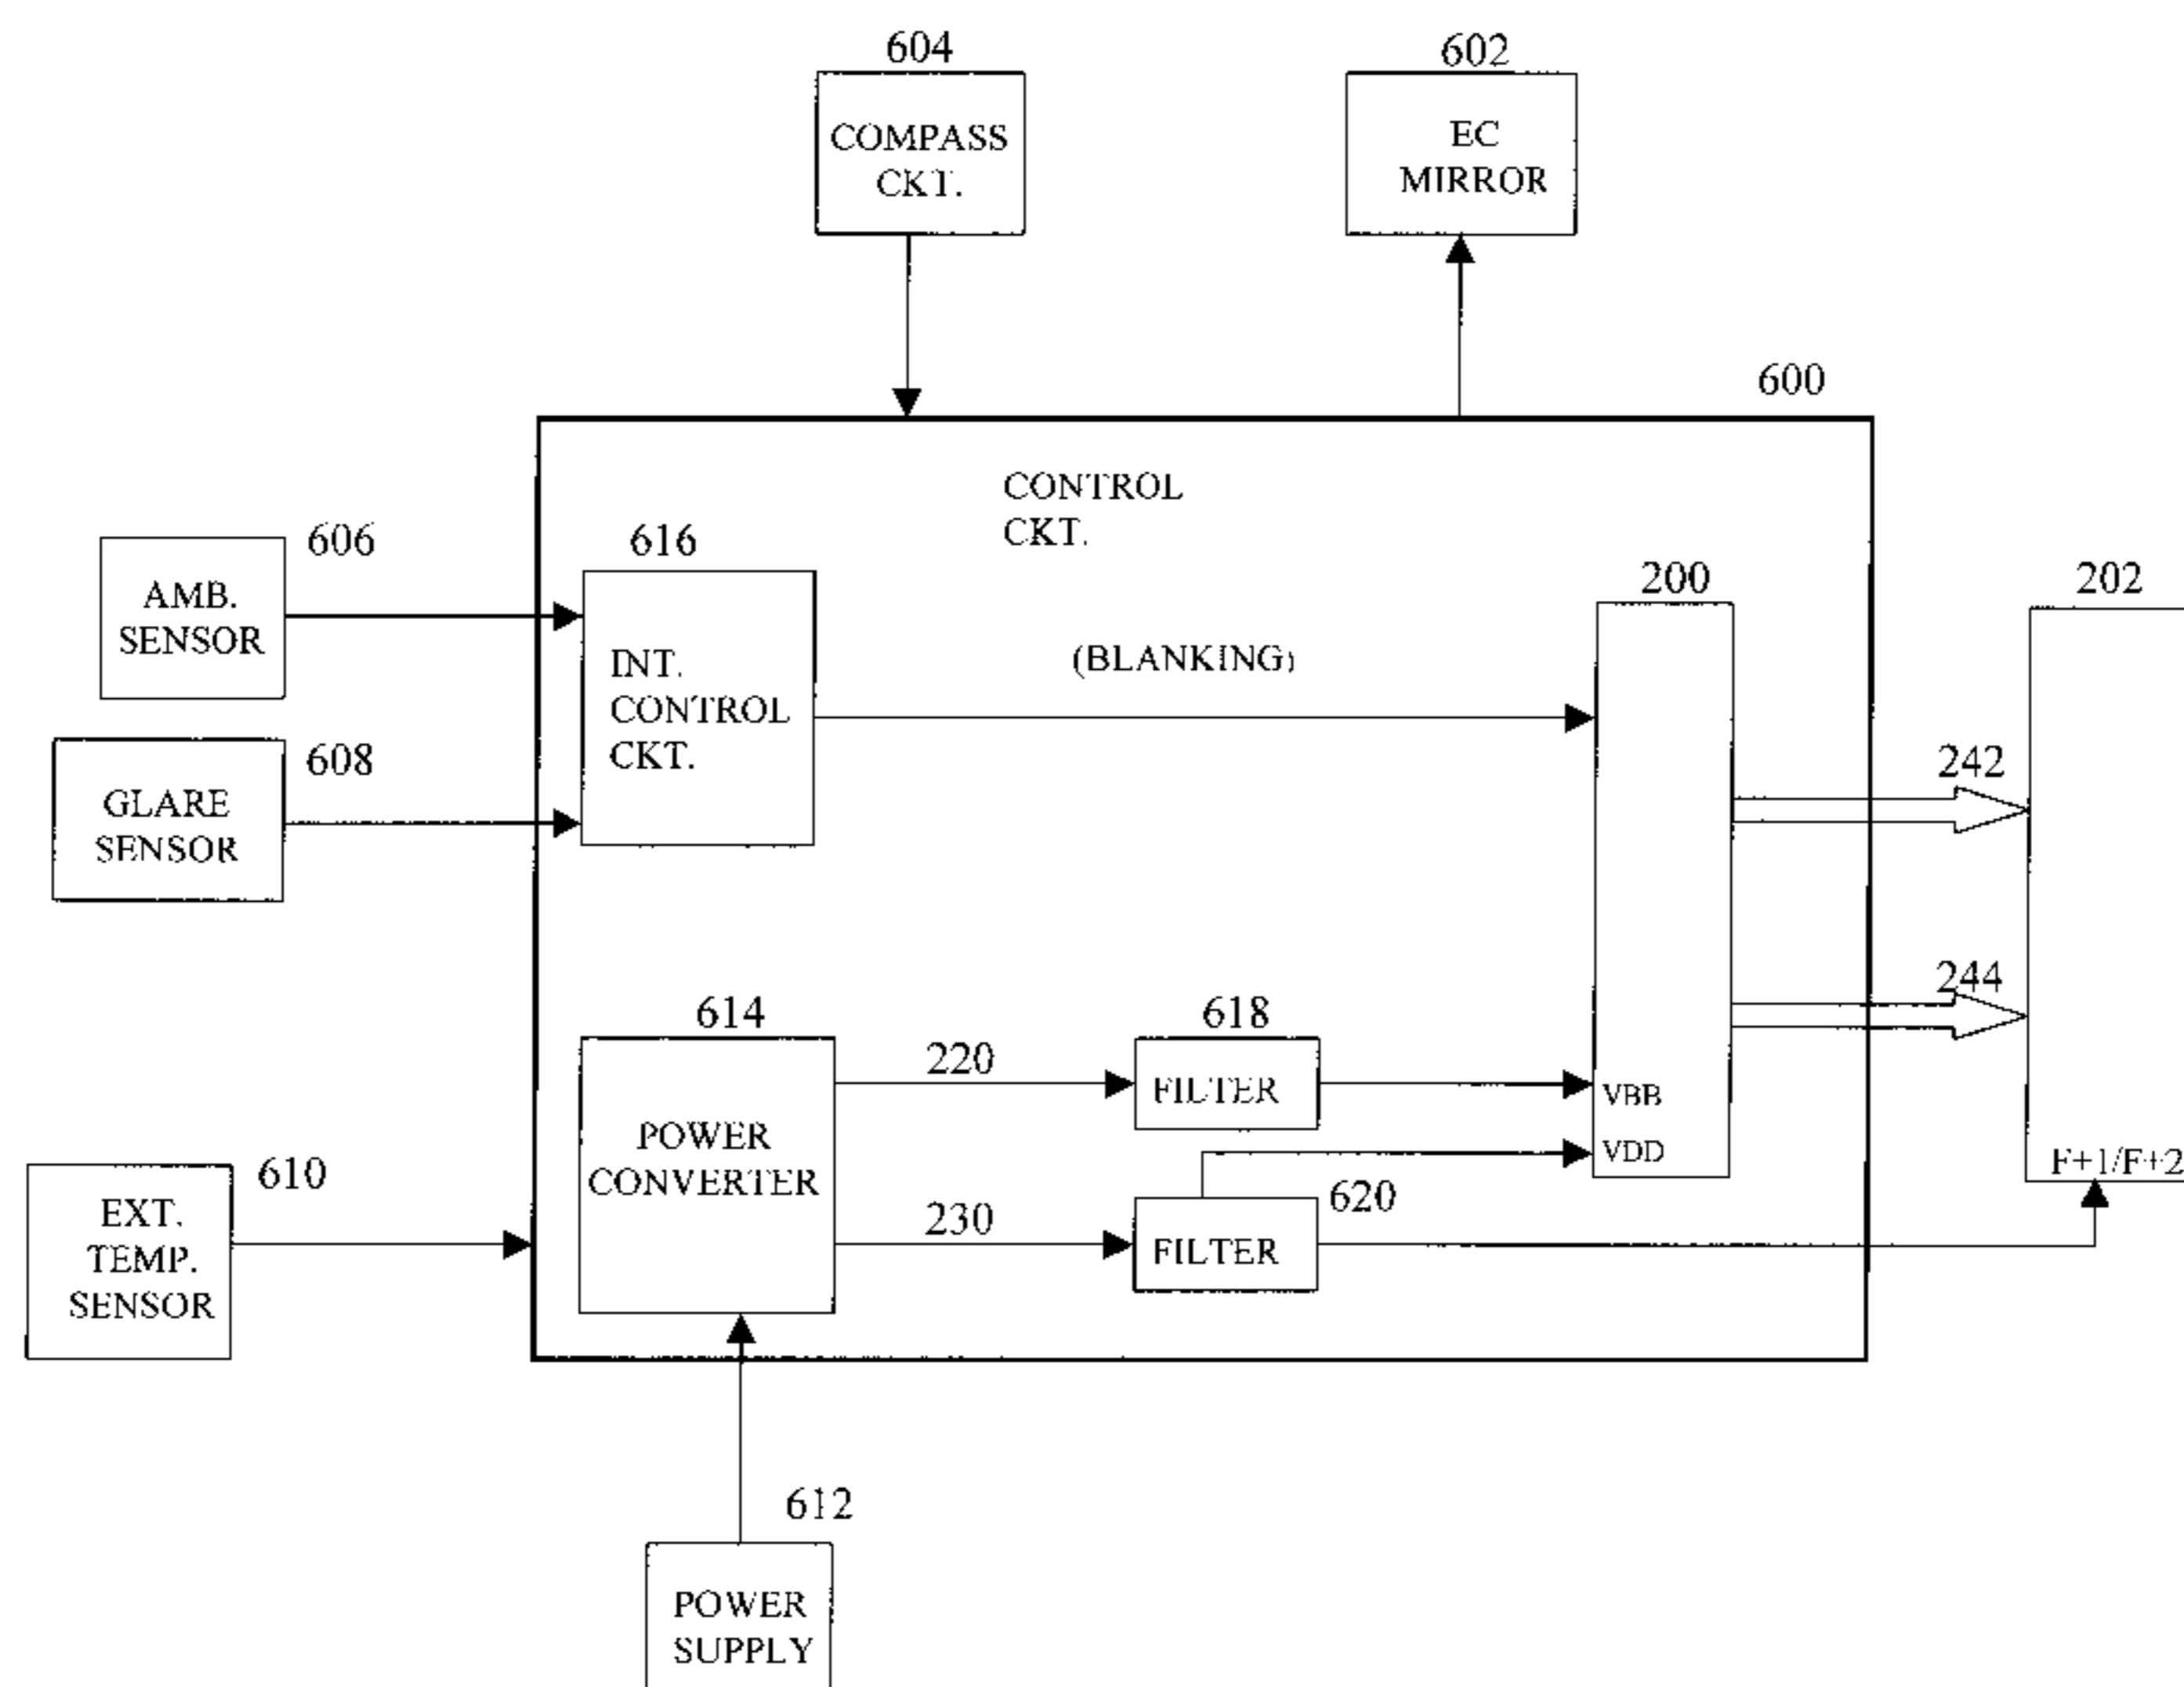 604
602
COMPASS
CKT.
EC
MIRROR
600
CONTROL
CKT.
606
616
200
202
AMB.
SENSOR
INT.
CONTROL
CKT.
(BLANKING)
608
242
GLARE
SENSOR
244
614
618
220
FILTER
VBB
POWER
CONVERTER
VDD
F+1/F+2
610
620
EXT.
TEMP.
SENSOR
230
FILTER
612
POWER
SUPPLY